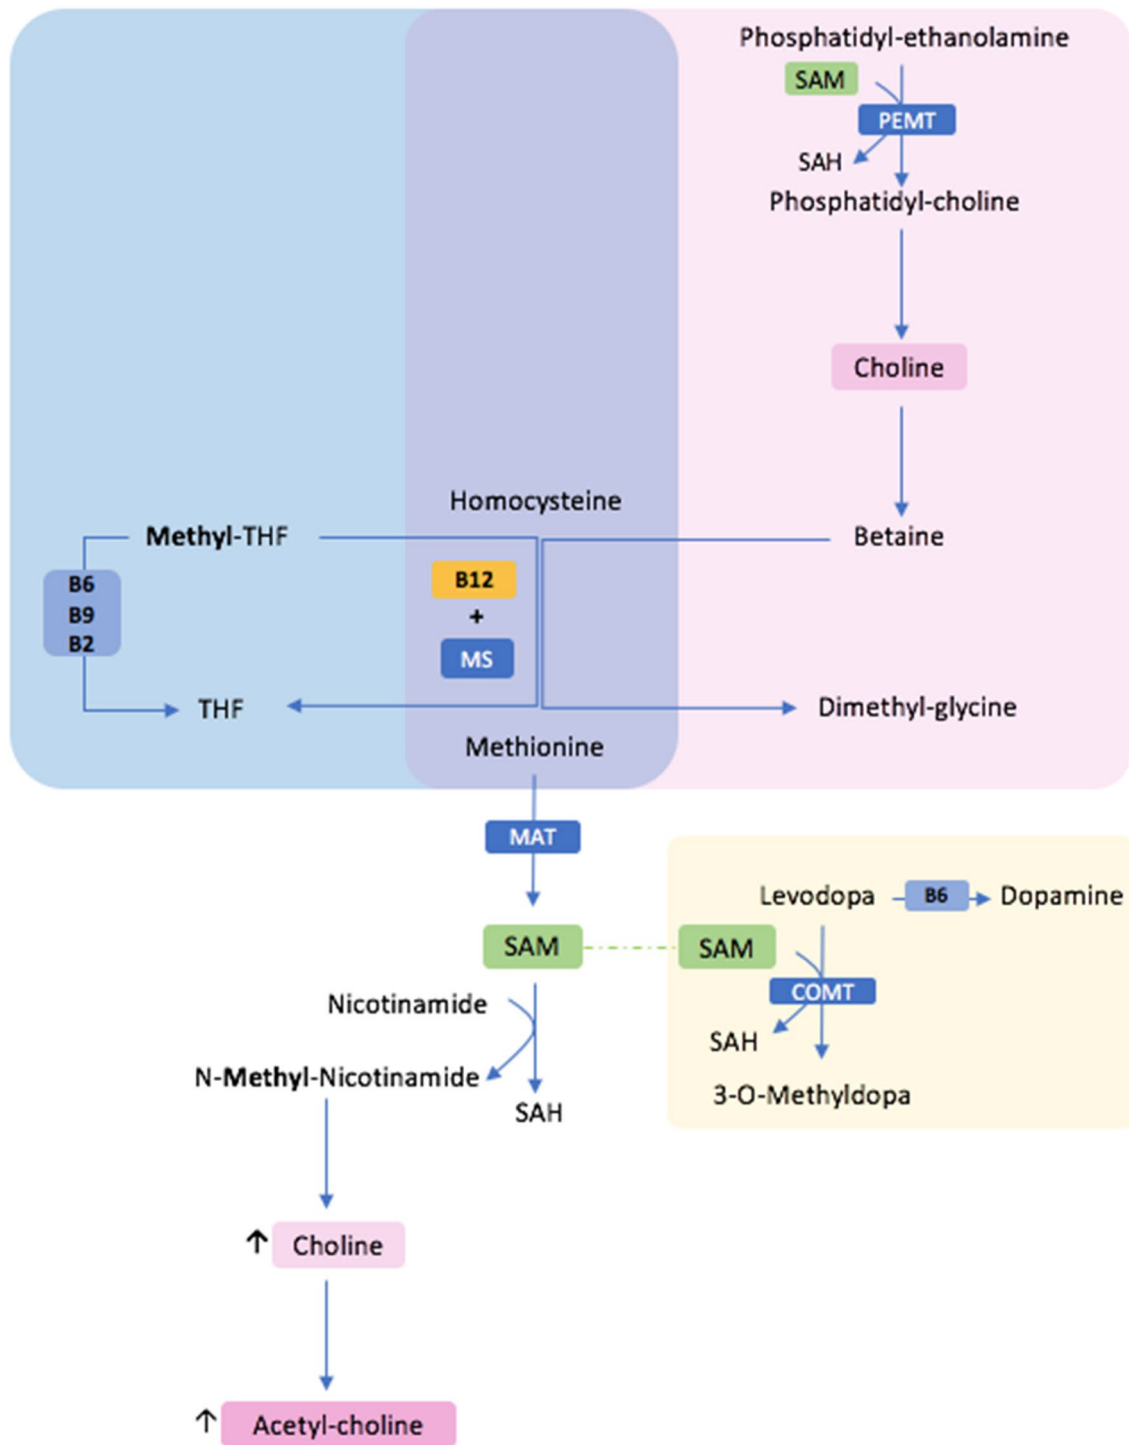 Phosphatidyl-ethanolamine
SAM
PEMT
SAH
Phosphatidyl-choline
Choline
Homocysteine
Methyl-THF
Betaine
B6
B9
B2
B12
+
MS
THF
Dimethyl-glycine
Methionine
MAT
Levodopa
B6
Dopamine
SAM
SAM
COMT
Nicotinamide
SAH
N-Methyl-Nicotinamide
3-O-Methyldopa
SAH
↑ Choline
↑ Acetyl-choline